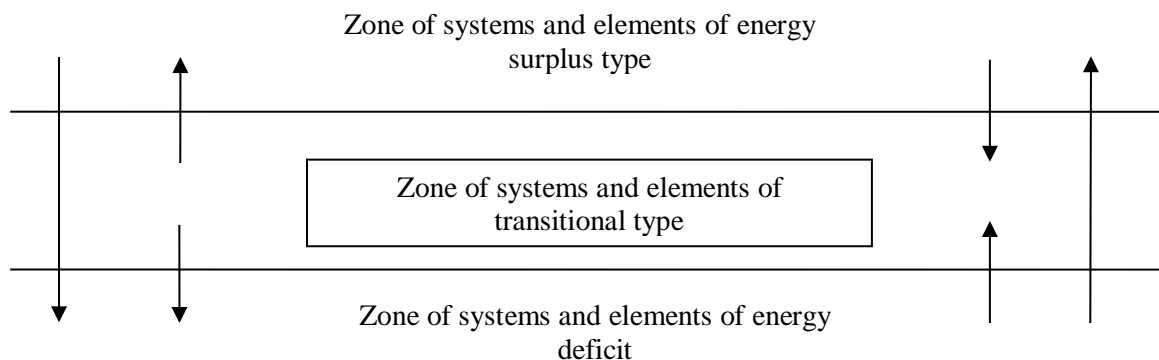 Zone of systems and elements of energy
surplus type
Zone of systems and elements of
transitional type
Zone of systems and elements of energy
deficit